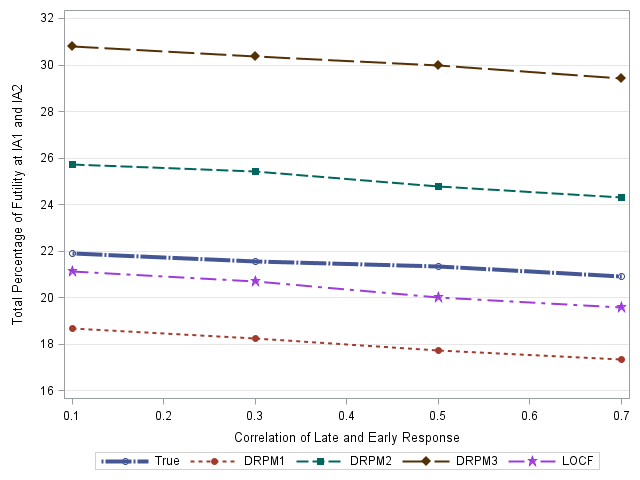 Total Percentage of Futility at IA1 and IA2
32
30
28
26
24
22
20
18
16
0.1 0.2 0.3 0.4 0.5 0.6 0.7
Correlation of Late and Early Response
True DRPM1 DRPM2 DRPM3 LOCF